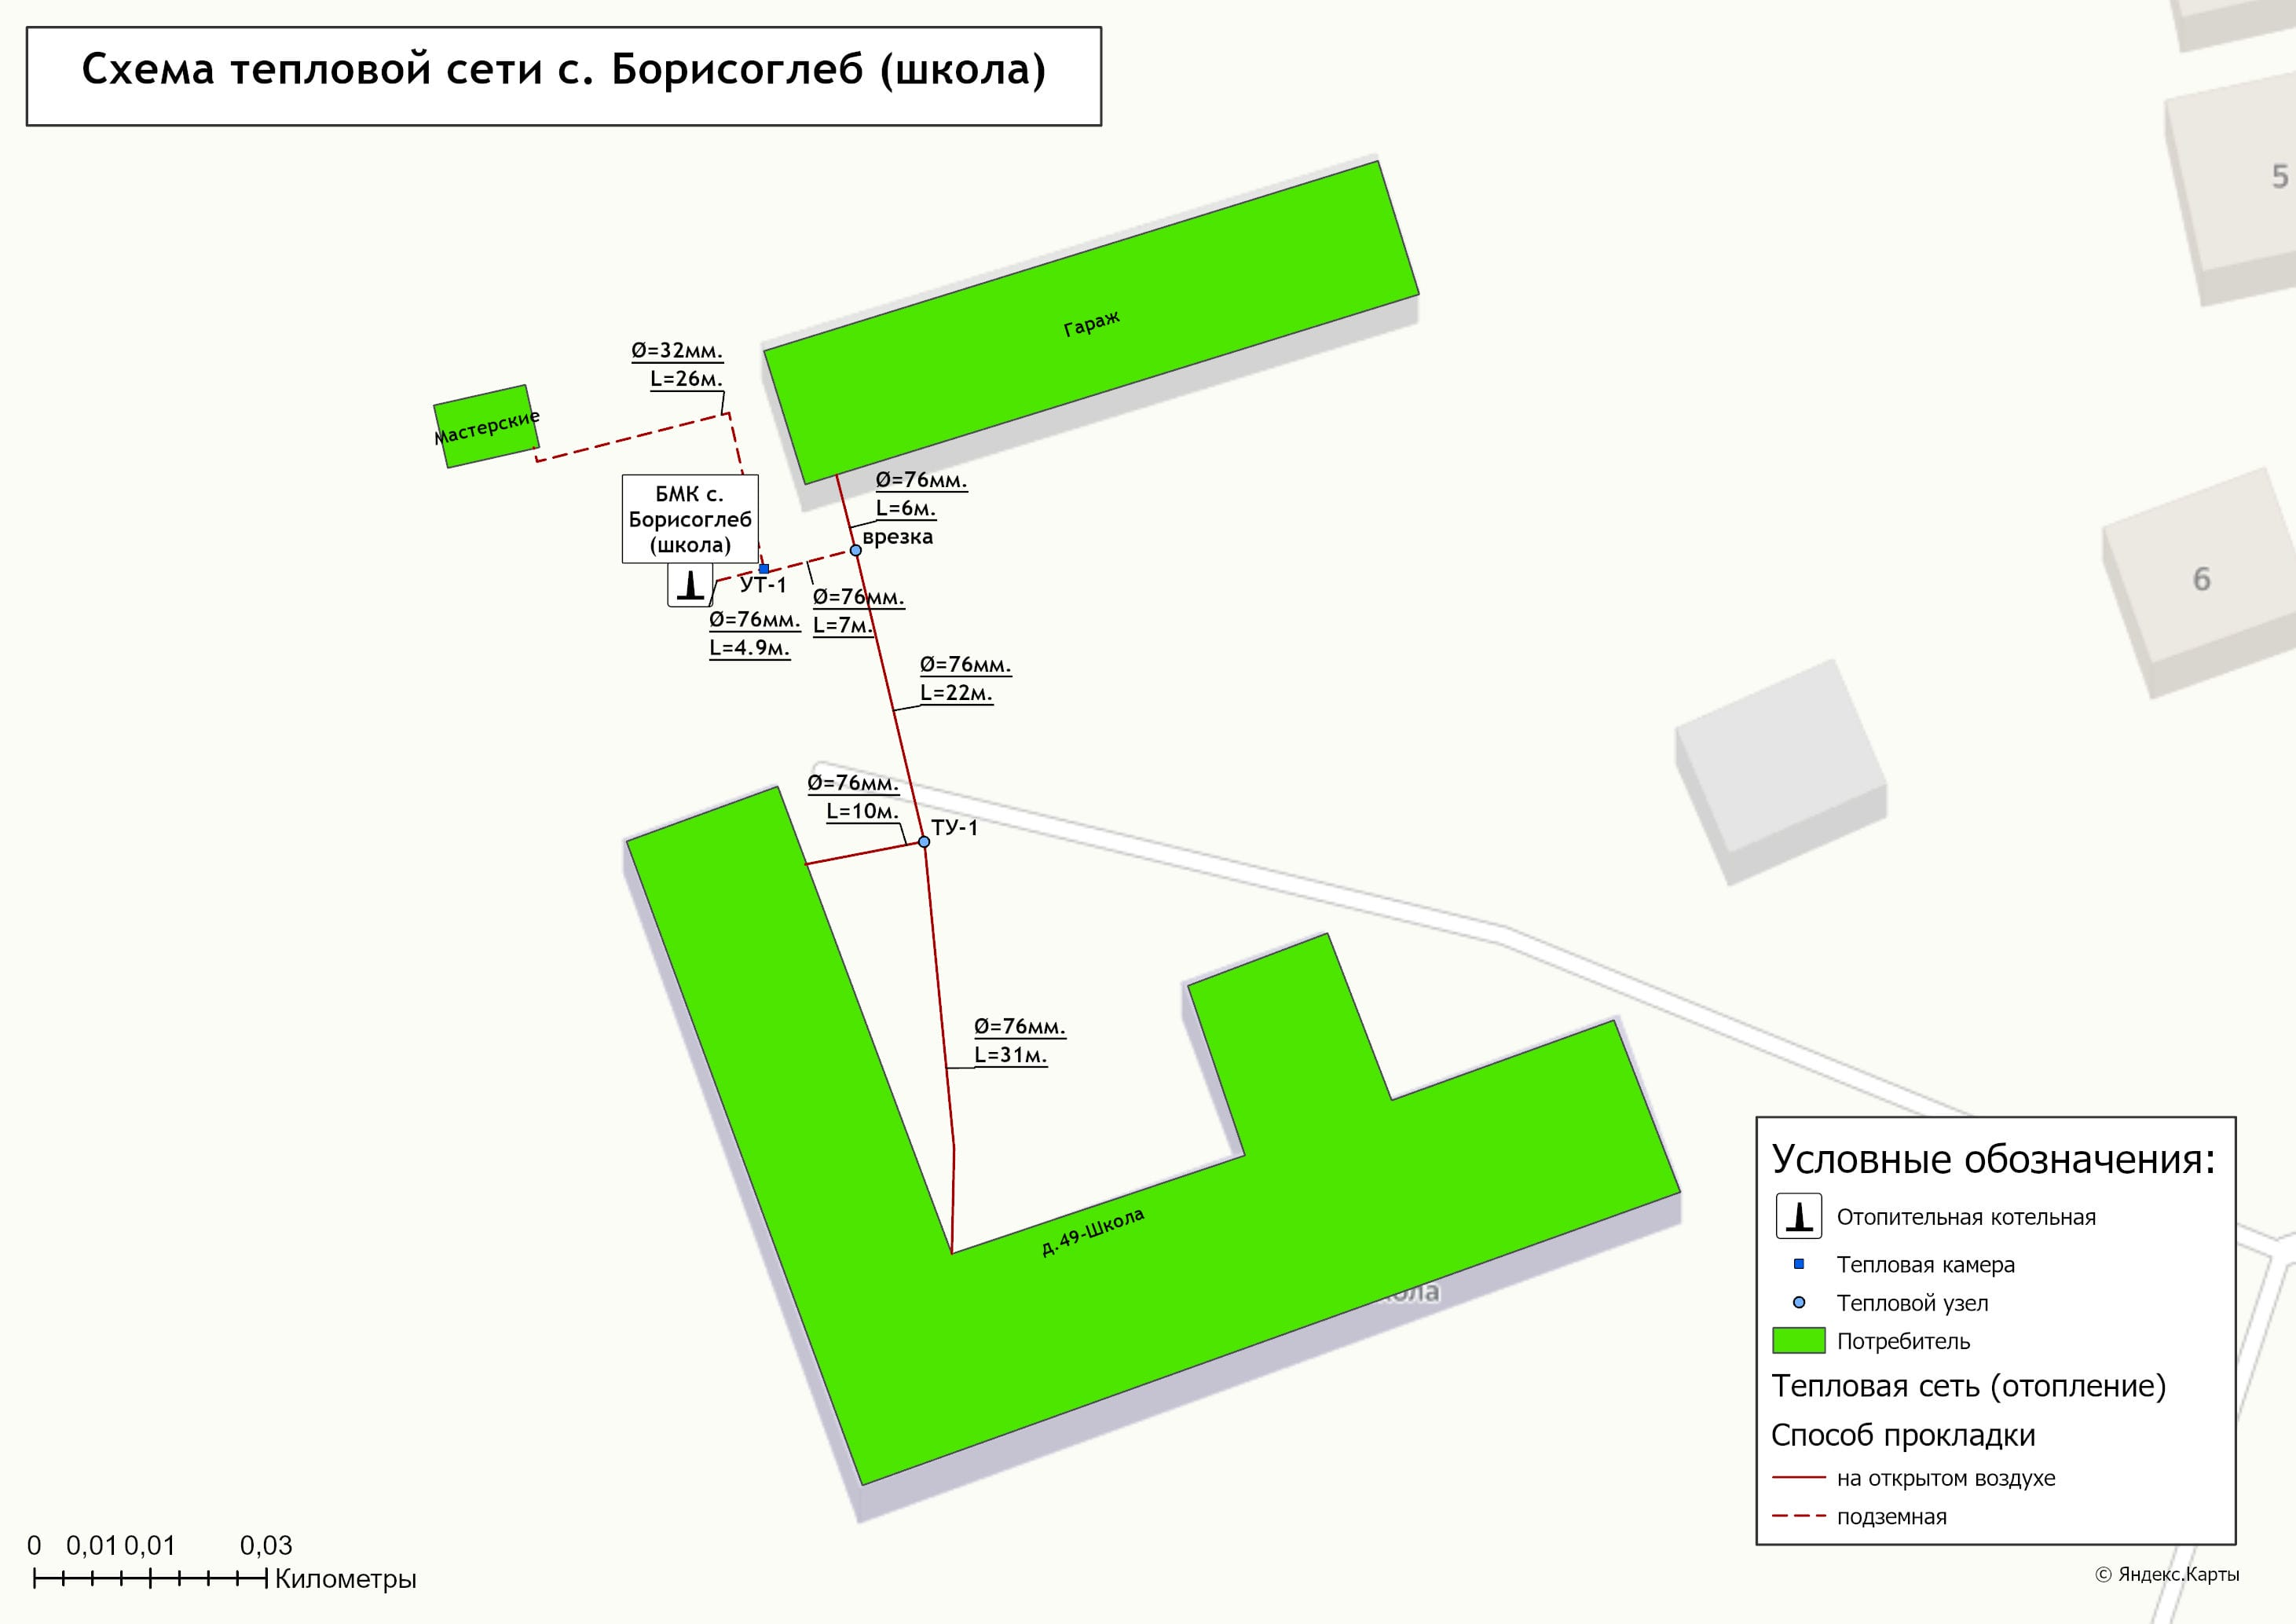 Схема тепловой сети с. Борисоглеб (школа)
5
Гараж
Ø=32мм.
L=26м.
Мастерские
БМК с.
Борисоглеб
(школа)
Ø=76мм.
L=6м.
врезка
УТ-1
Ø=76мм.
L=7м.
Ø=76мм.
L=4.9м.
6
Ø=76мм.
L=22м.
Ø=76мм.
L=10м.
ТУ-1
Ø=76мм.
L=31м.
д.49-Школа
Условные обозначения:
Отопительная котельная
Тепловая камера
Тепловой узел
Потребитель
Тепловая сеть (отопление)
Способ прокладки
на открытом воздухе
подземная
0 0,01 0,01 0,03
Километры
© Яндекс.Карты